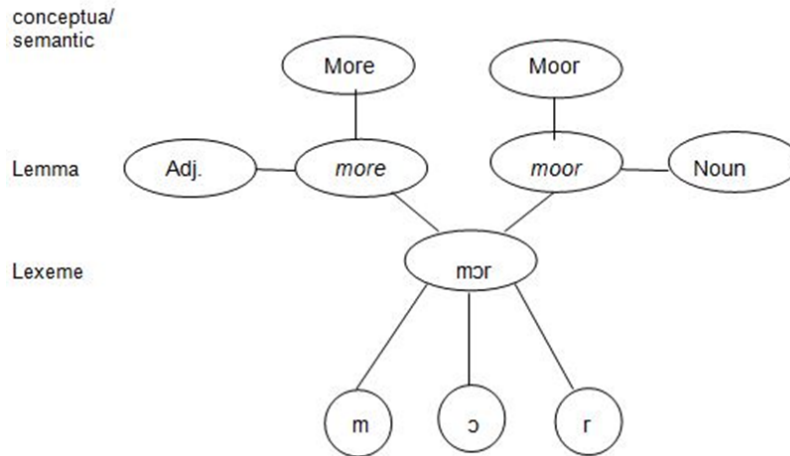 conceptua/
semantic
More
Moor
Lemma
Adj.
more
moor
Noun
Lexeme
mɔr
m
ɔ
r